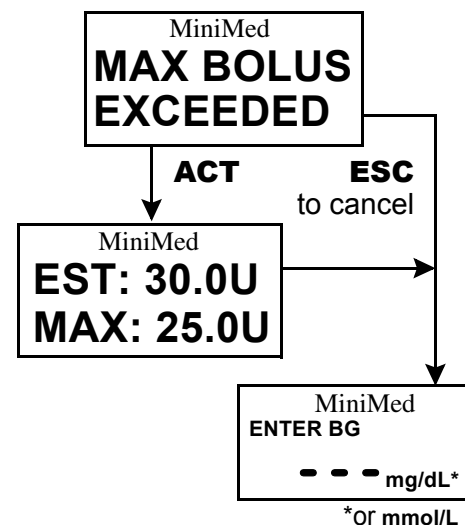 MiniMed
MAX BOLUS
EXCEEDED
ACT
ESC
to cancel
MiniMed
EST: 30.0U
MAX: 25.0U
MiniMed
ENTER BG
--- mg/dL*
*or mmol/L